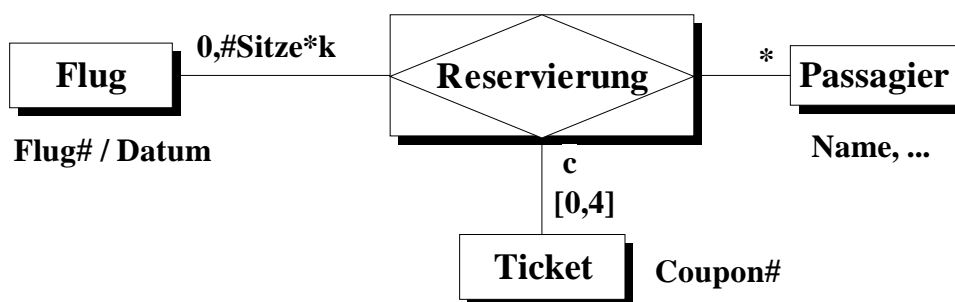 0,#Sitze*k
Flug
Reservierung
*
Passagier
Flug# / Datum
Name, ...
c
[0,4]
Ticket
Coupon#